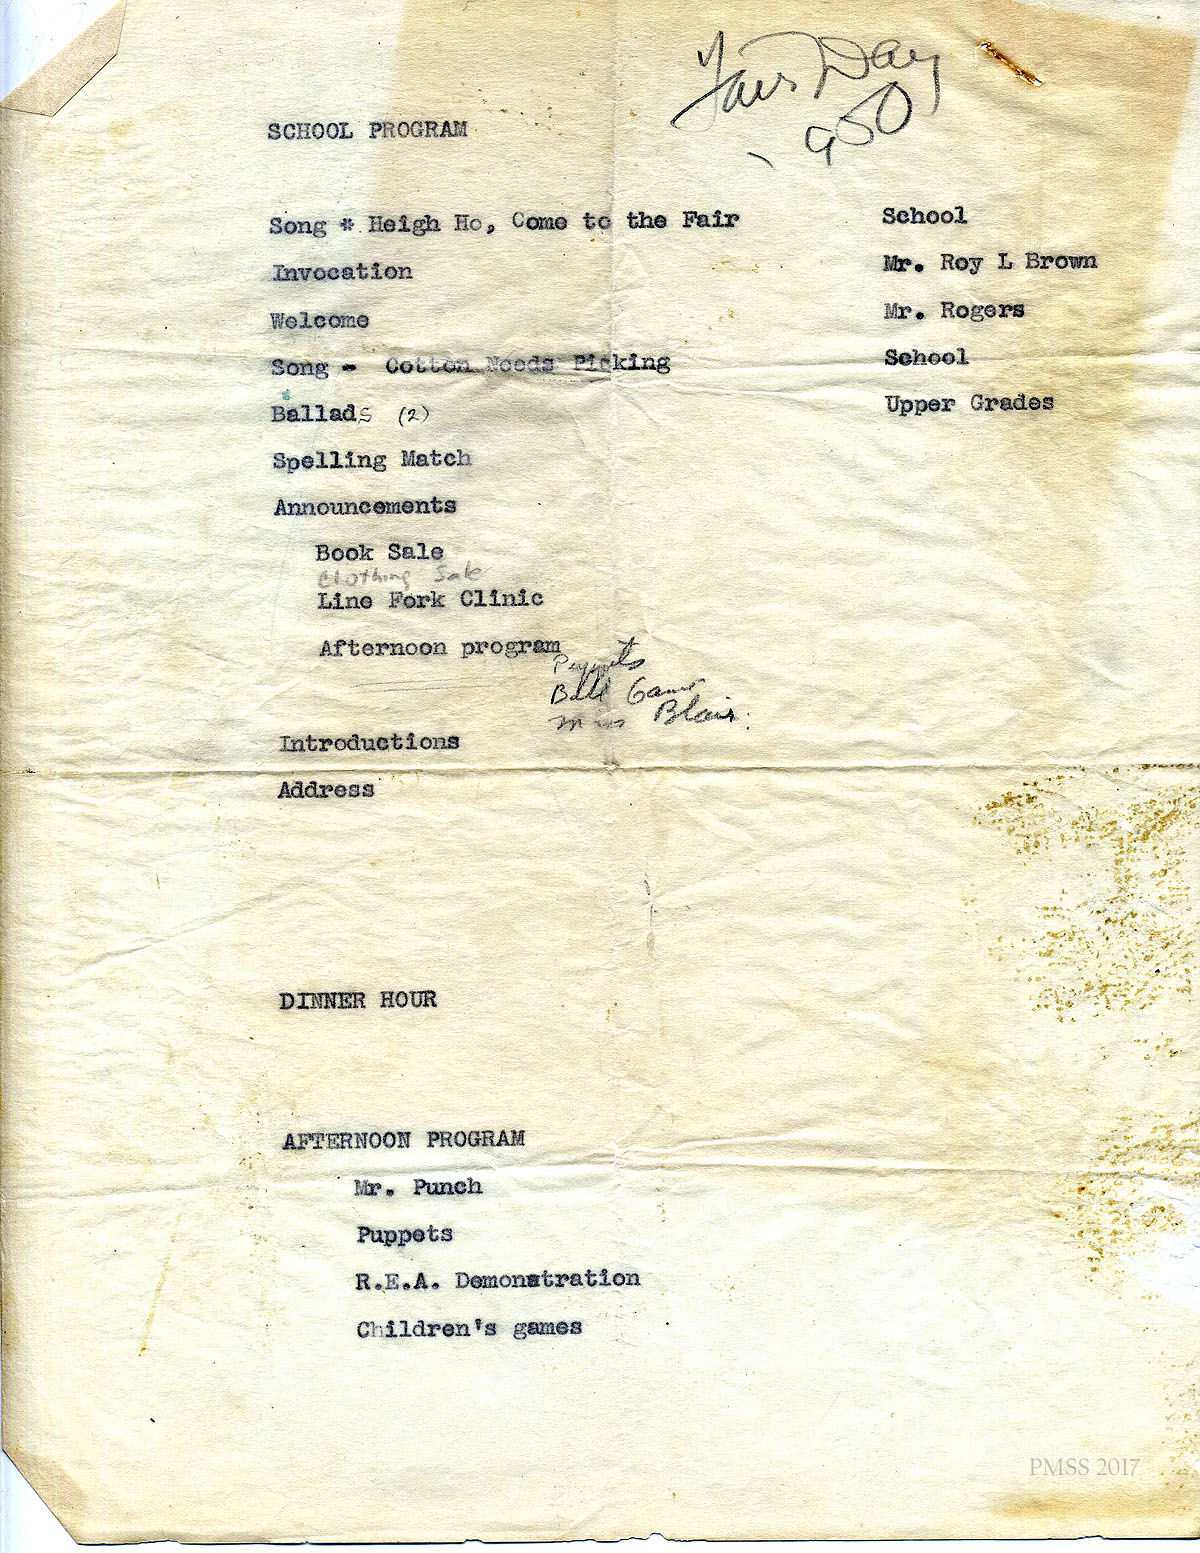 Fair Day
1950
SCHOOL PROGRAM
Song * Heigh Ho, Come to the Fair School
Invocation Mr. Roy L Brown
Welcome Mr. Rogers
Song - Cotton Needs Picking School
Ballads (2) Upper Grades
Spelling Match
Announcements
Book Sale
Clothing Sale
Line Fork Clinic
Afternoon program
Puppets
Ball Game
Miss Blair
Introductions
Address
DINNER HOUR
AFTERNOON PROGRAM
Mr. Punch
Puppets
R.E.A. Demonstration
Children's games
PMSS 2017